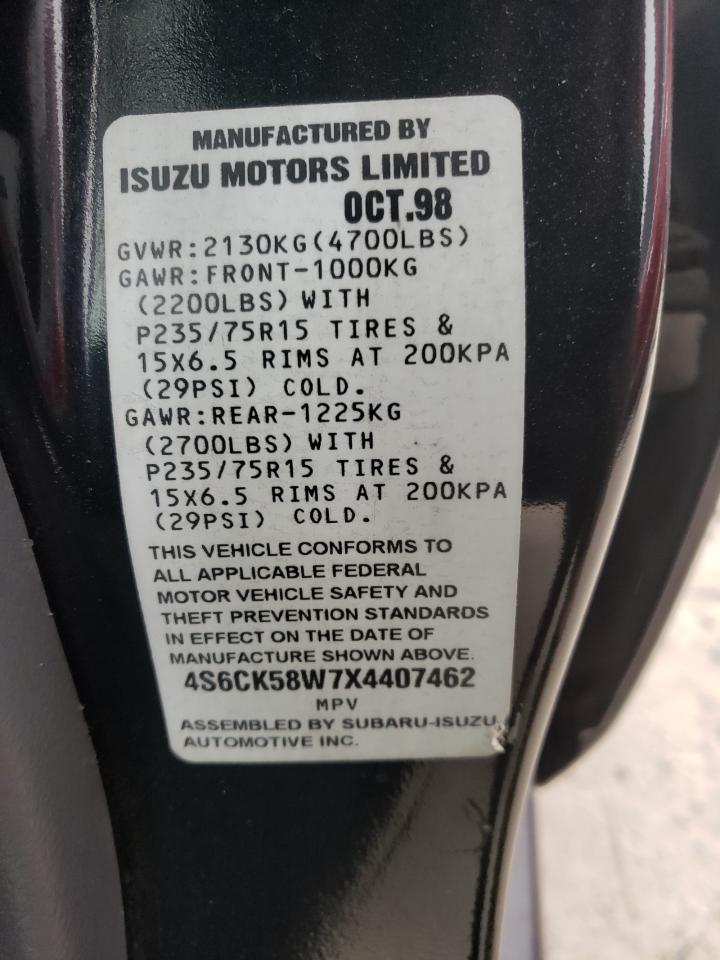 MANUFACTURED BY
ISUZU MOTORS LIMITED
OCT.98
GVWR:2130KG(4700LBS)
GAWR:FRONT-1000KG
(2200LBS) WITH
P235/75R15 TIRES &
15X6.5 RIMS AT 200KPA
(29PSI) COLD.
GAWR:REAR-1225KG
(2700LBS) WITH
P235/75R15 TIRES &
15X6.5 RIMS AT 200KPA
(29PSI) COLD.
THIS VEHICLE CONFORMS TO
ALL APPLICABLE FEDERAL
MOTOR VEHICLE SAFETY AND
THEFT PREVENTION STANDARDS
IN EFFECT ON THE DATE OF
MANUFACTURE SHOWN ABOVE.
4S6CK58W7X4407462
MPV
ASSEMBLED BY SUBARU-ISUZU
AUTOMOTIVE INC.